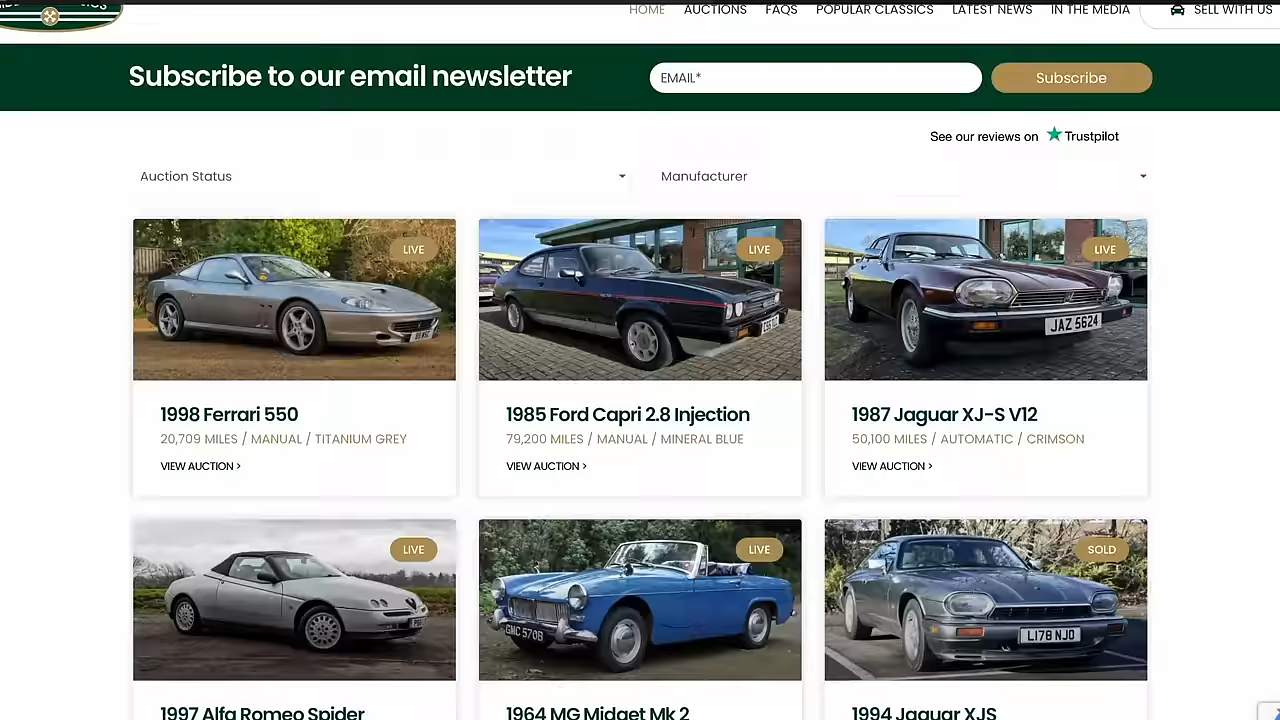 HOME AUCTIONS FAQS POPULAR CLASSICS LATEST NEWS IN THE MEDIA SELL WITH US
Subscribe to our email newsletter
EMAIL*
Subscribe
See our reviews on Trustpilot
Auction Status
Manufacturer
LIVE
LIVE
LIVE
JAZ 5624
1998 Ferrari 550
1985 Ford Capri 2.8 Injection
1987 Jaguar XJ-S V12
20,709 MILES / MANUAL / TITANIUM GREY
79,200 MILES / MANUAL / MINERAL BLUE
50,100 MILES / AUTOMATIC / CRIMSON
VIEW AUCTION >
VIEW AUCTION >
VIEW AUCTION >
LIVE
LIVE
SOLD
GMC 570B
L178 NJO
1997 Alfa Romeo Spider
1964 MG Midget Mk 2
1994 Jaguar XJS